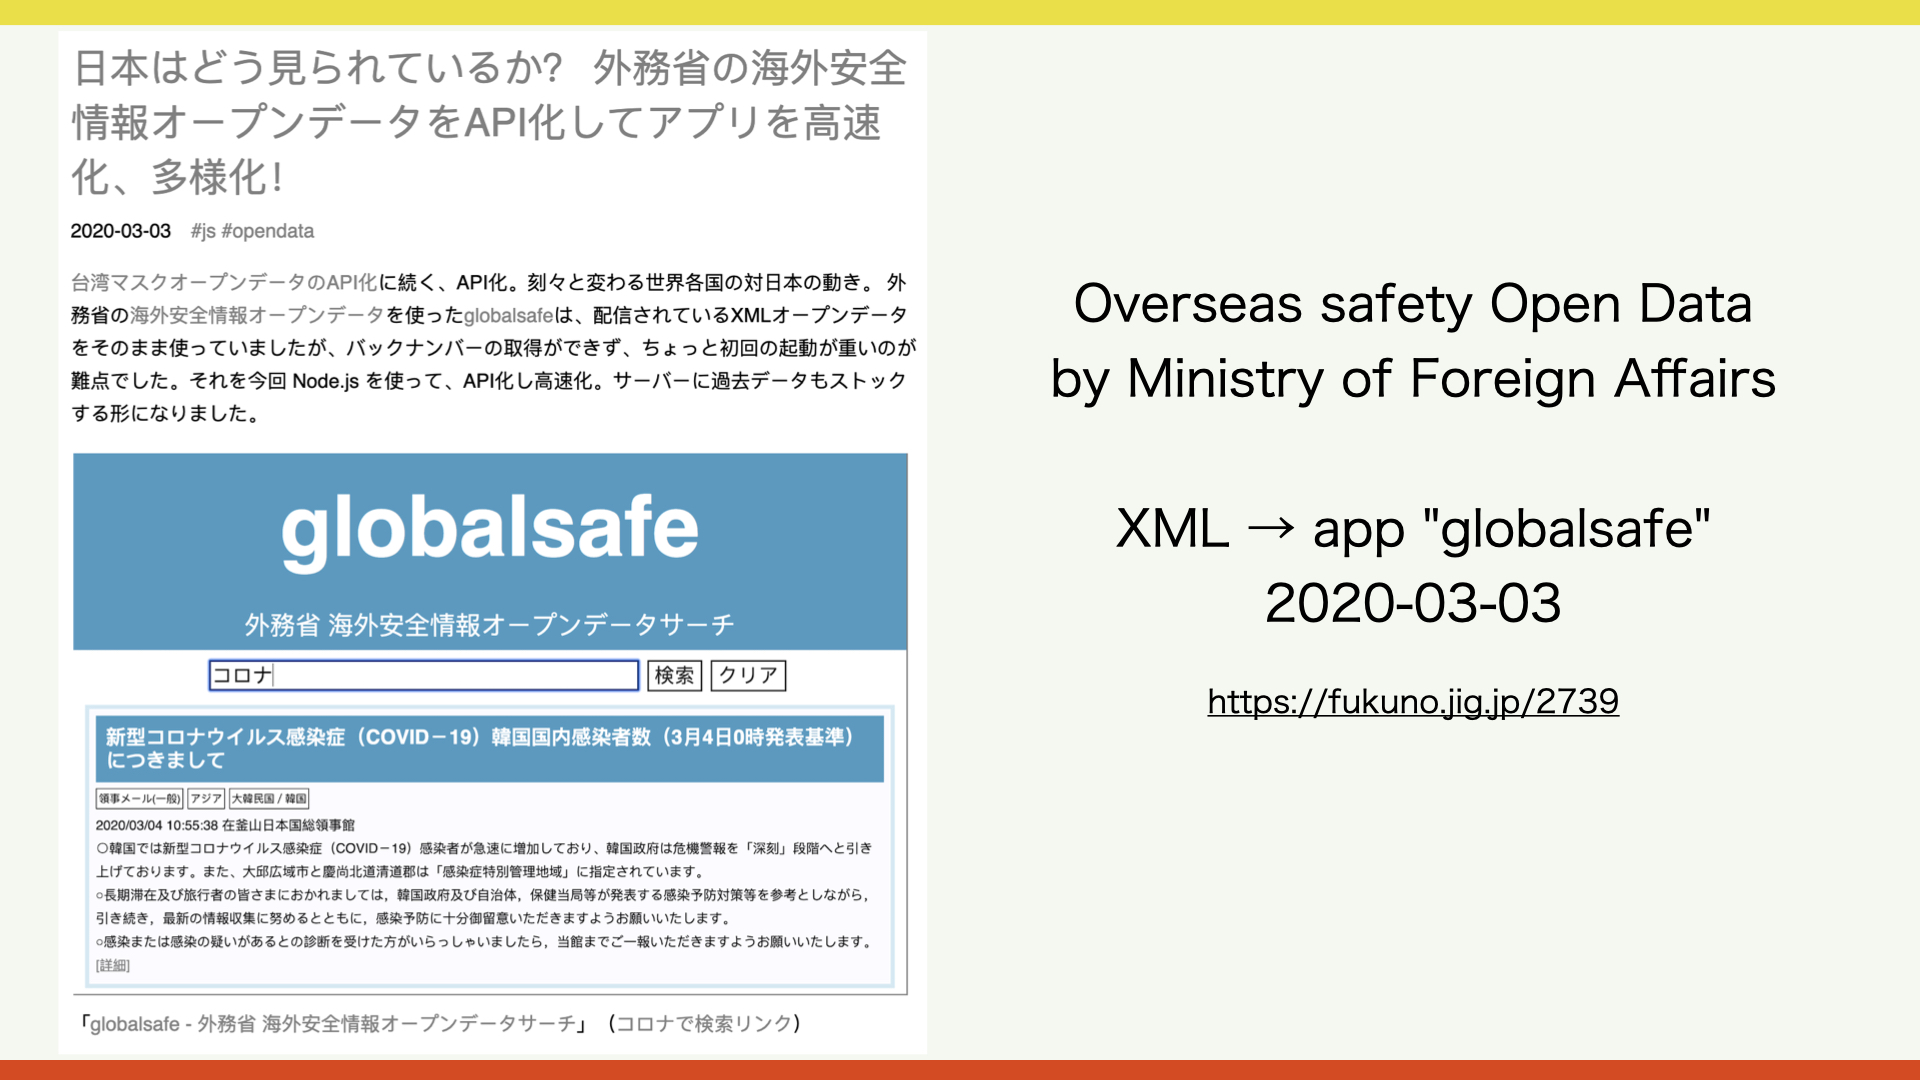 日本はどう見られているか? 外務省の海外安全
情報オープンデータをAPI化してアプリを高速
化、多様化!
2020-03-03 #js #opendata
台湾マスクオープンデータのAPI化に続く、API化。刻々と変わる世界各国の対日本の動き。 外
務省の海外安全情報オープンデータを使ったglobalsafeは、配信されているXMLオープンデータ
をそのまま使っていましたが、バックナンバーの取得ができず、ちょっと初回の起動が重いのが
難点でした。それを今回 Node.js を使って、API化し高速化。サーバーに過去データもストック
する形になりました。
globalsafe
外務省 海外安全情報オープンデータサーチ
コロナ 検索 クリア
新型コロナウイルス感染症（COVID－19）韓国国内感染者数（3月4日0時発表基準）
につきまして
領事メール(一般) アジア 大韓民国 / 韓国
2020/03/04 10:55:38 在釜山日本国総領事館
○韓国では新型コロナウイルス感染症（COVID－19）感染者が急速に増加しており、韓国政府は危機警報を「深刻」段階へと引き
上げております。また、大邱広域市と慶尚北道清道郡は「感染症特別管理地域」に指定されています。
○長期滞在及び旅行者の皆さまにおかれましては，韓国政府及び自治体，保健当局等が発表する感染予防対策等を参考としながら，
引き続き，最新の情報収集に努めるとともに，感染予防に十分御留意いただきますようお願いいたします。
○感染または感染の疑いがあるとの診断を受けた方がいらっしゃいましたら，当館までご一報いただきますようお願いいたします。
[詳細]
「globalsafe - 外務省 海外安全情報オープンデータサーチ」（コロナで検索リンク）
Overseas safety Open Data
by Ministry of Foreign Affairs
XML → app "globalsafe"
2020-03-03
https://fukuno.jig.jp/2739